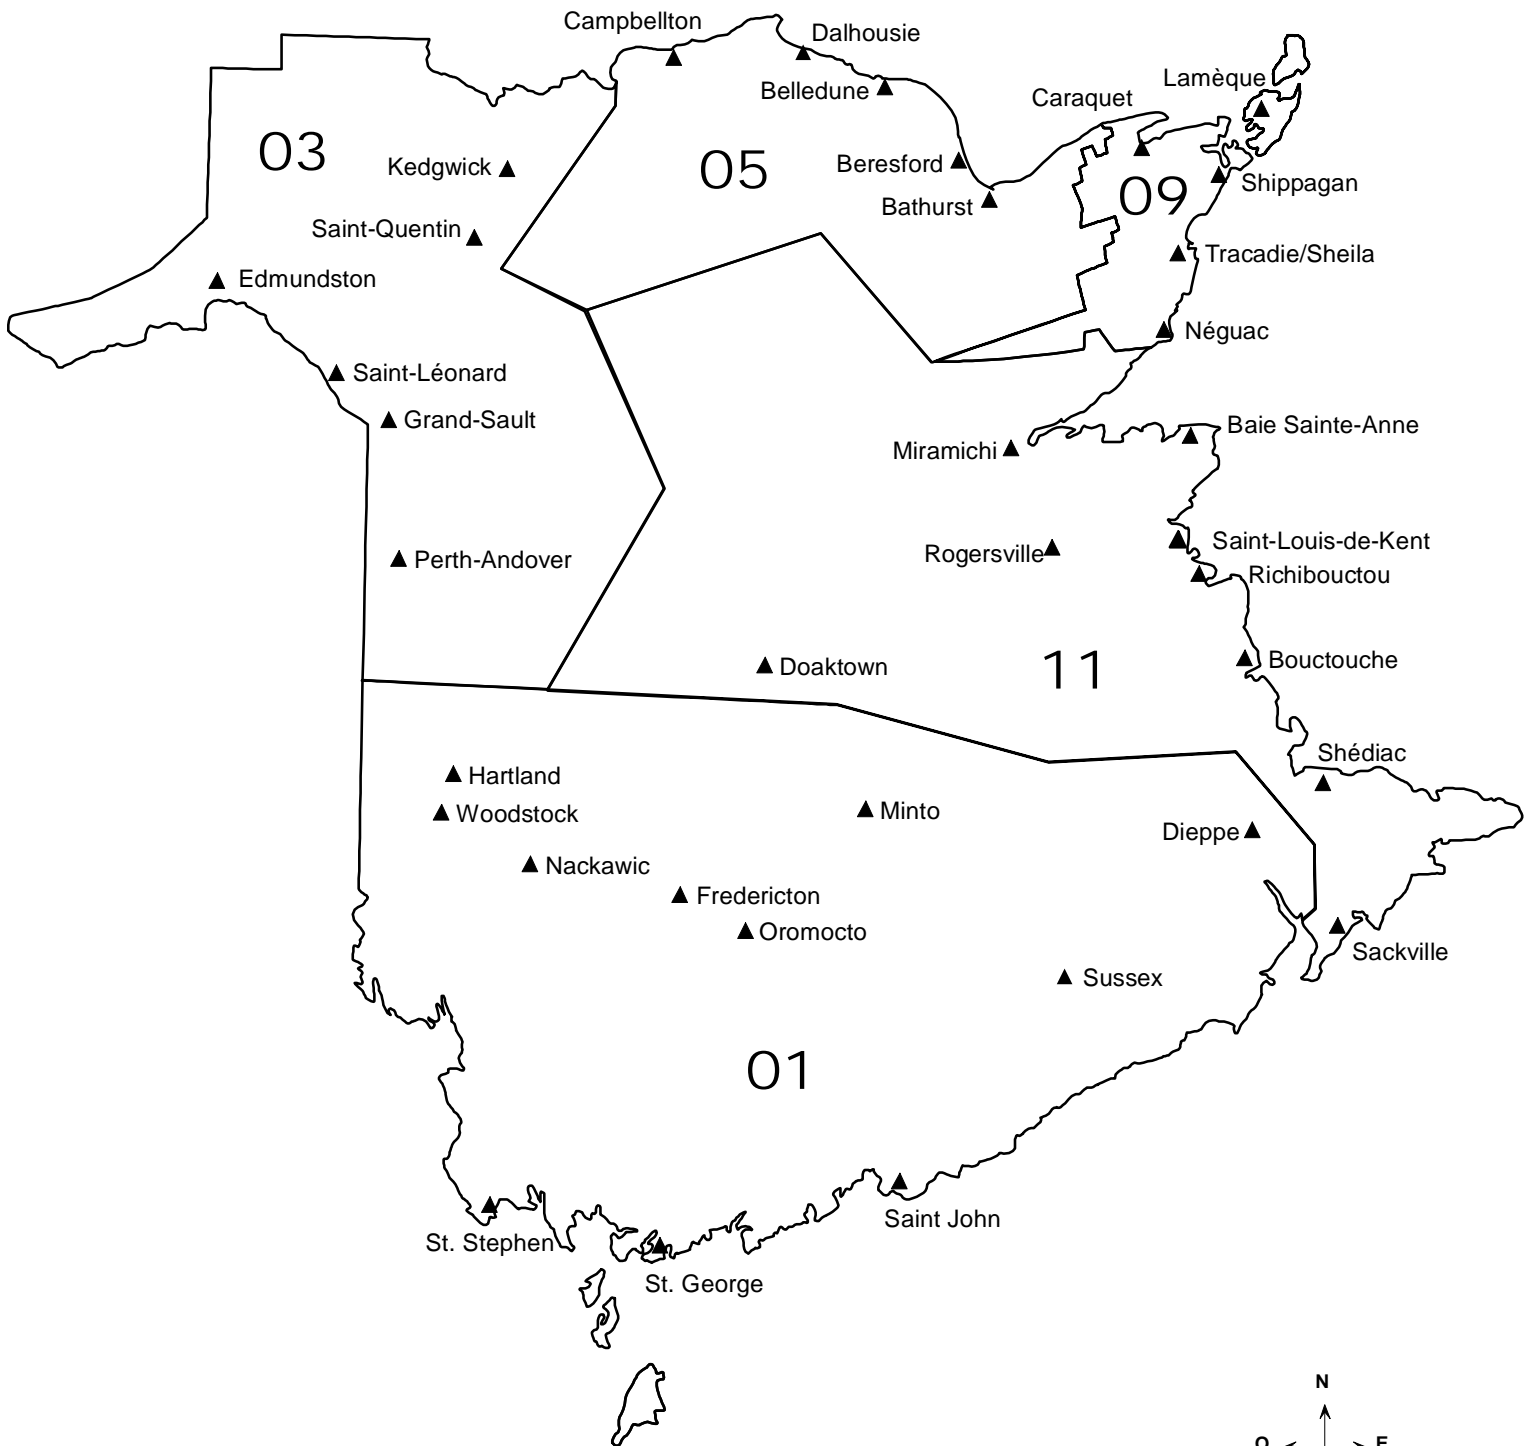 Campbellton
Dalhousie
Lamèque
Belledune
Caraquet
03
Kedgwick
05
Beresford
09
Shippagan
Bathurst
Saint-Quentin
Tracadie/Sheila
Edmundston
Néguac
Saint-Léonard
Grand-Sault
Baie Sainte-Anne
Miramichi
Saint-Louis-de-Kent
Rogersville
Perth-Andover
Richibouctou
Doaktown
11
Bouctouche
Shédiac
Hartland
Woodstock
Minto
Dieppe
Nackawic
Fredericton
Oromocto
Sackville
Sussex
01
Saint John
St. Stephen
St. George
N
O E